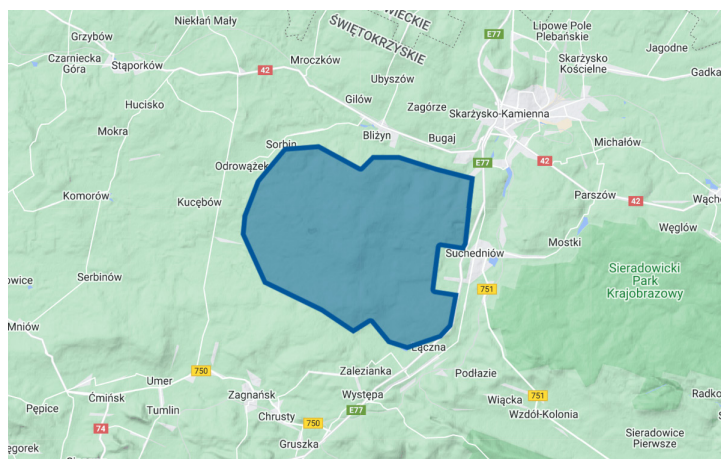 Niekłań Mały
WIECKIE
ŚWIĘTOKRZYSKIE
E77
Lipowe Pole
Plebańskie
Grzybów
Mroczków
Skarżysko
Kościelne
Jagodne
Czarniecka
Góra
Stąporków
42
Ubyszów
Gadka
Hucisko
Gilów
Zagórze
Skarżysko-Kamienna
Mokra
Bliżyn
Bugaj
Sorbin
Michałów
E77
42
Odrowążek
Parszów
Komorów
Kucębów
42
Wącho
Węglów
Mostki
Suchedniów
owice
Serbinów
Sieradowicki
Park
Krajobrazowy
751
Mniów
Łączna
750
Zalezianka
Podłazie
Umer
Zagnańsk
Występa
751
Ćmińsk
Wiącka
Radko
Pępice
Tumlin
Chrusty
E77
Wzdół-Kolonia
750
74
Sieradowice
Pierwsze
ęgorek
Gruszka